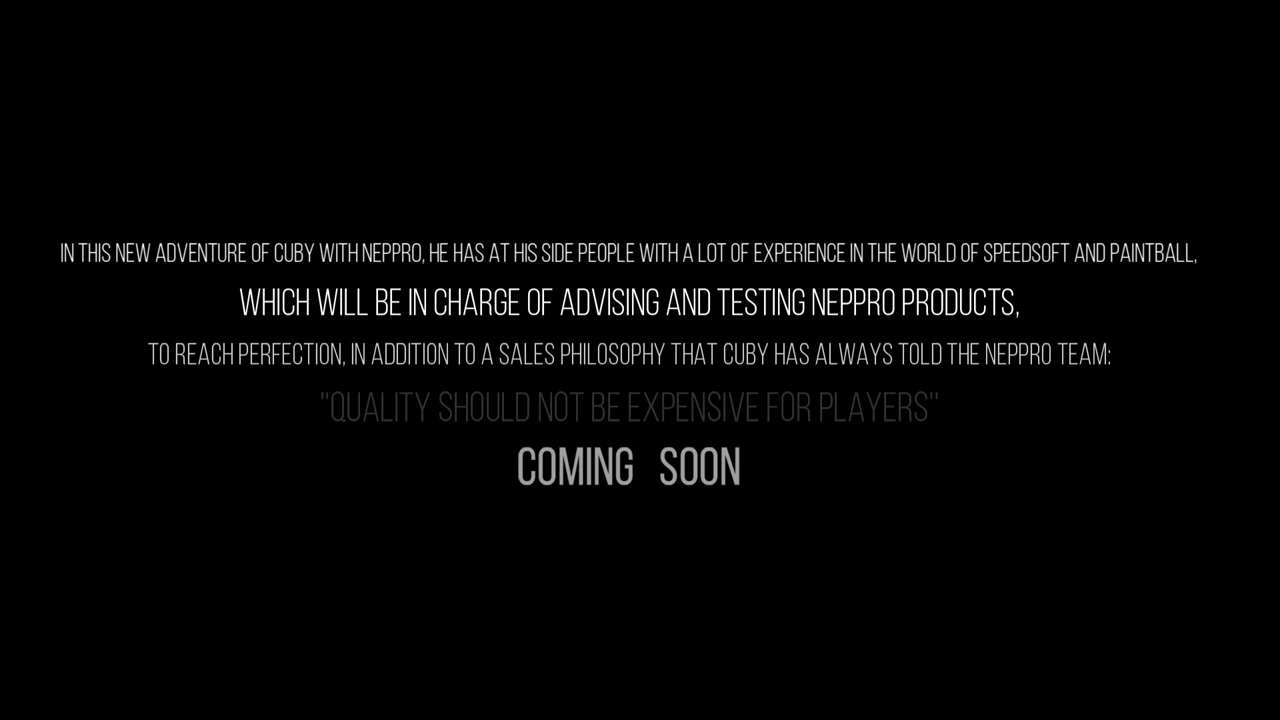 IN THIS NEW ADVENTURE OF CUBY WITH NEPPRO, HE HAS AT HIS SIDE PEOPLE WITH A LOT OF EXPERIENCE IN THE WORLD OF SPEEDSOFT AND PAINTBALL,
WHICH WILL BE IN CHARGE OF ADVISING AND TESTING NEPPRO PRODUCTS,
TO REACH PERFECTION, IN ADDITION TO A SALES PHILOSOPHY THAT CUBY HAS ALWAYS TOLD THE NEPPRO TEAM:
"QUALITY SHOULD NOT BE EXPENSIVE FOR PLAYERS"
COMING SOON